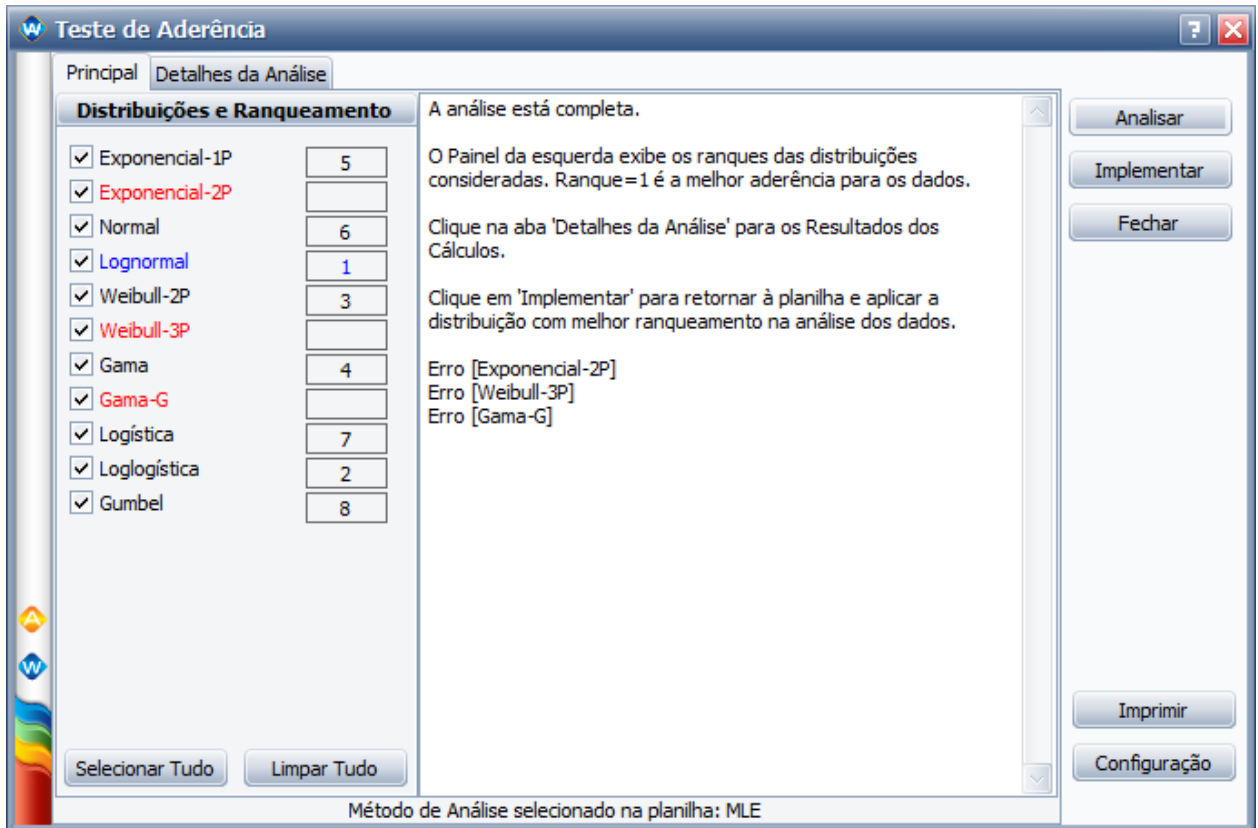 Teste de Aderência
Principal
Detalhes da Análise
Distribuições e Ranqueamento
Exponencial-1P 5
Exponencial-2P
Normal 6
Lognormal 1
Weibull-2P 3
Weibull-3P
Gama 4
Gama-G
Logística 7
Loglogística 2
Gumbel 8
Selecionar Tudo
Limpar Tudo
A análise está completa.
O Painel da esquerda exibe os ranques das distribuições
consideradas. Ranque=1 é a melhor aderência para os dados.
Clique na aba 'Detalhes da Análise' para os Resultados dos
Cálculos.
Clique em 'Implementar' para retornar à planilha e aplicar a
distribuição com melhor ranqueamento na análise dos dados.
Erro [Exponencial-2P]
Erro [Weibull-3P]
Erro [Gama-G]
Analisar
Implementar
Fechar
Imprimir
Configuração
Método de Análise selecionado na planilha: MLE